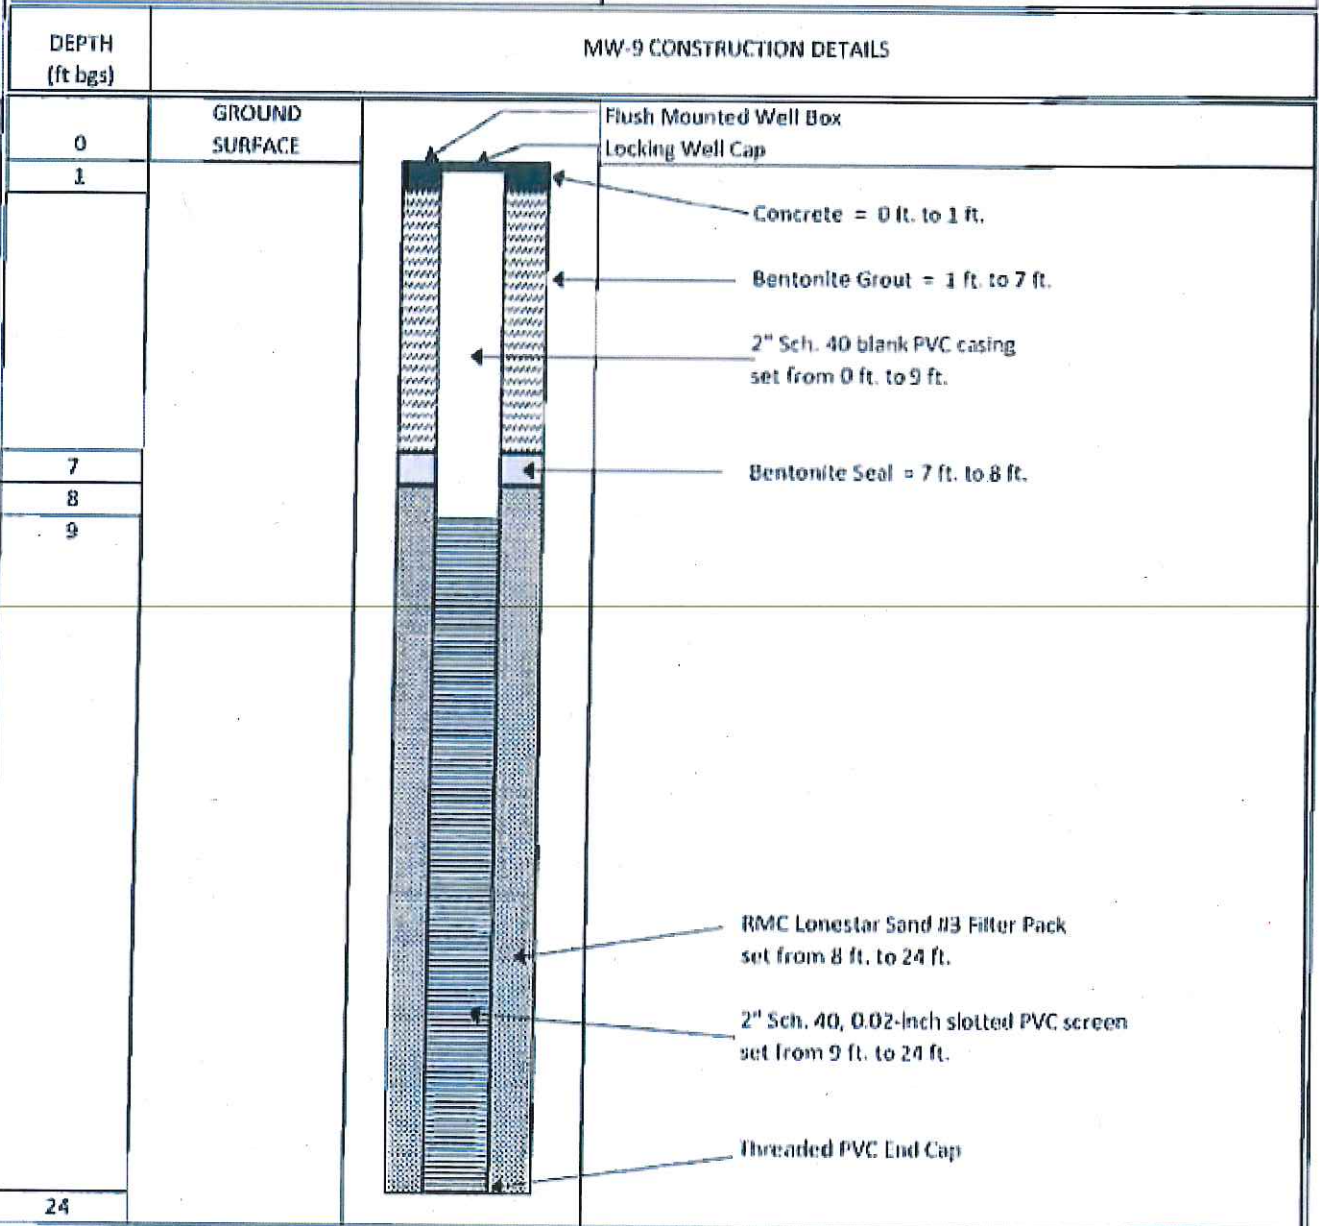 DEPTH
(ft bgs)
MW-9 CONSTRUCTION DETAILS
GROUND
SURFACE
0
1
7
8
9
24
Flush Mounted Well Box
Locking Well Cap
Concrete = 0 ft. to 1 ft.
Bentonite Grout = 1 ft. to 7 ft.
2" Sch. 40 blank PVC casing
set from 0 ft. to 9 ft.
Bentonite Seal = 7 ft. to 8 ft.
RMC Lonestar Sand #3 Filter Pack
set from 8 ft. to 24 ft.
2" Sch. 40, 0.02-inch slotted PVC screen
set from 9 ft. to 24 ft.
Threaded PVC End Cap